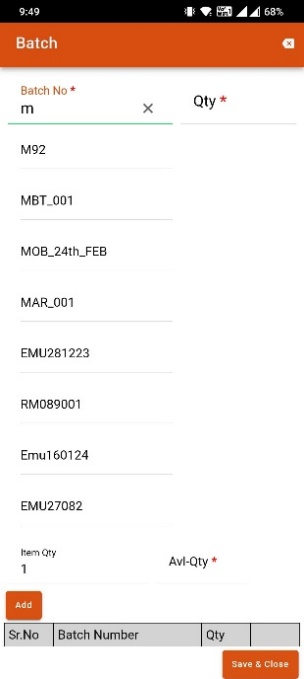 9:49 68%
Batch
Batch No *
m Qty *
M92
MBT_001
MOB_24th_FEB
MAR_001
EMU281223
RM089001
Emu160124
EMU27082
Item Qty
1 Avl-Qty *
Add
Sr.No Batch Number Qty
Save & Close